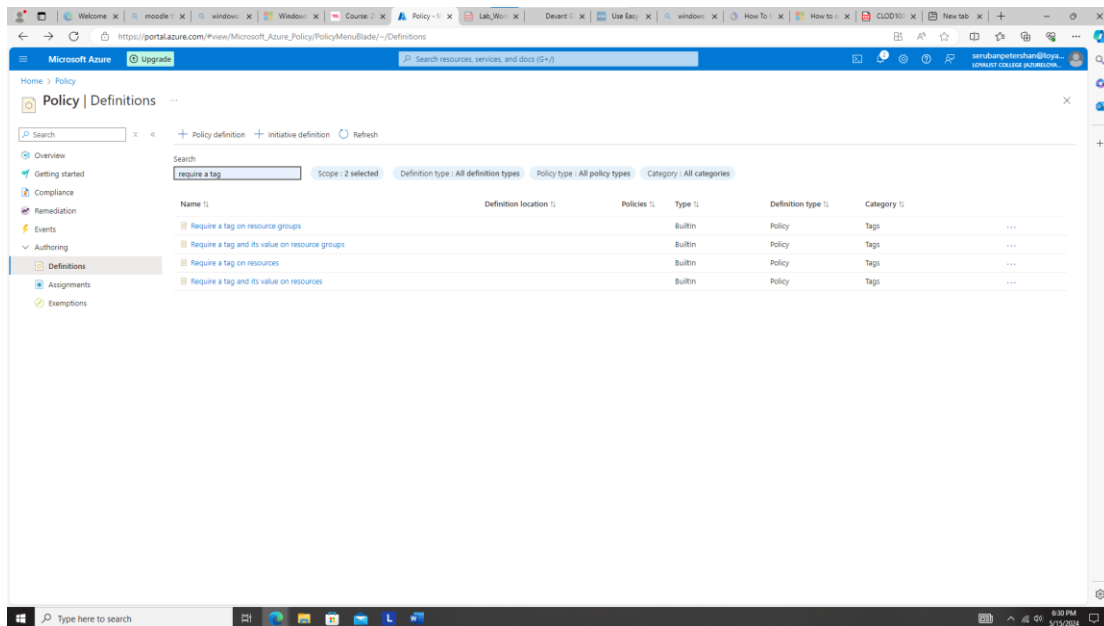 Welcome
moodle
windows
Windows
Course: 2
Policy - M
Lab_Wor
Devant
Use Easy
windows
How To
How to
CLOD10
New tab
https://portal.azure.com/#view/Microsoft_Azure_Policy/PolicyMenuBlade/~/Definitions
Microsoft Azure
Upgrade
Search resources, services, and docs (G+/)
serubanpetershan@loya...
LOYALIST COLLEGE (AZURELOYA...
Home > Policy
Policy | Definitions ...
Search
Policy definition
Initiative definition
Refresh
Overview
Getting started
Compliance
Remediation
Events
Authoring
Definitions
Assignments
Exemptions
Search
require a tag
Scope : 2 selected
Definition type : All definition types
Policy type : All policy types
Category : All categories
Name Definition location Policies Type Definition type Category
Require a tag on resource groups BuiltIn Policy Tags ...
Require a tag and its value on resource groups BuiltIn Policy Tags ...
Require a tag on resources BuiltIn Policy Tags ...
Require a tag and its value on resources BuiltIn Policy Tags ...
Type here to search
6:30 PM
5/15/2024